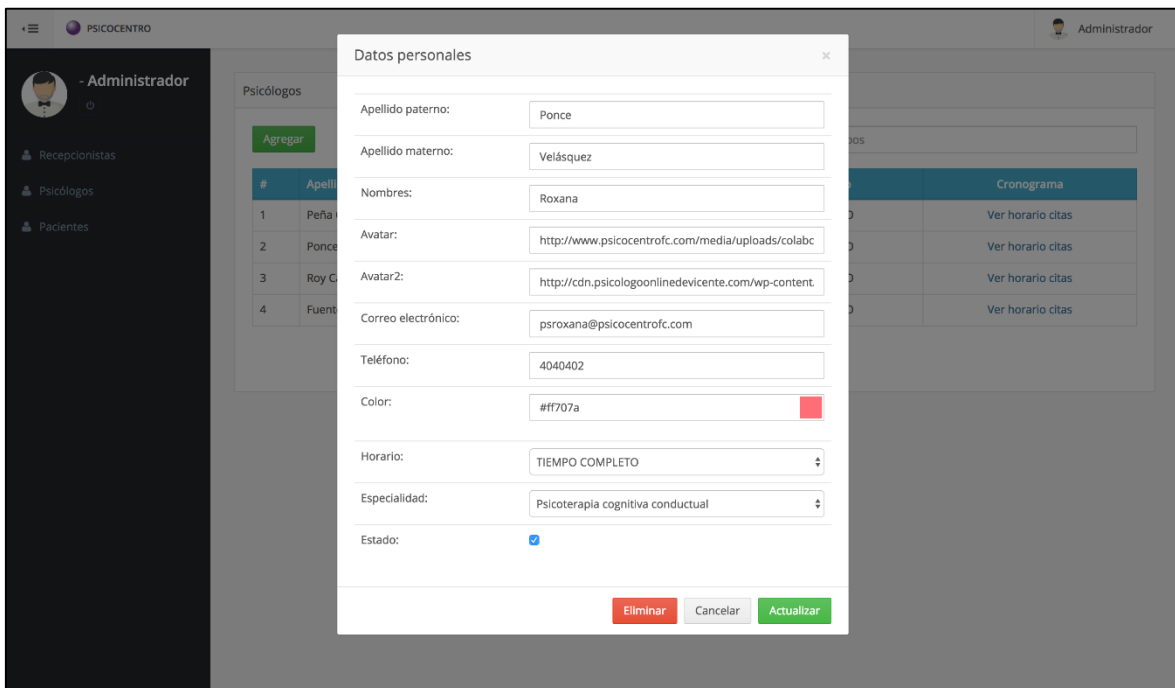 PSICOCENTRO
Administrador
- Administrador
Recepcionistas
Psicólogos
Pacientes
Psicólogos
Agregar
# Cronograma
1 Peña Ver horario citas
2 Ponce Ver horario citas
3 Roy Ver horario citas
4 Ver horario citas
Datos personales ×
Apellido paterno: Ponce
Apellido materno: Velásquez
Nombres: Roxana
Avatar: http://www.psicocentrofc.com/media/uploads/colabc
Avatar2: http://cdn.psicologoonlinedevicente.com/wp-content.
Correo electrónico: psroxana@psicocentrofc.com
Teléfono: 4040402
Color: #ff707a
Horario: TIEMPO COMPLETO
Especialidad: Psicoterapia cognitiva conductual
Estado:
Eliminar Cancelar Actualizar